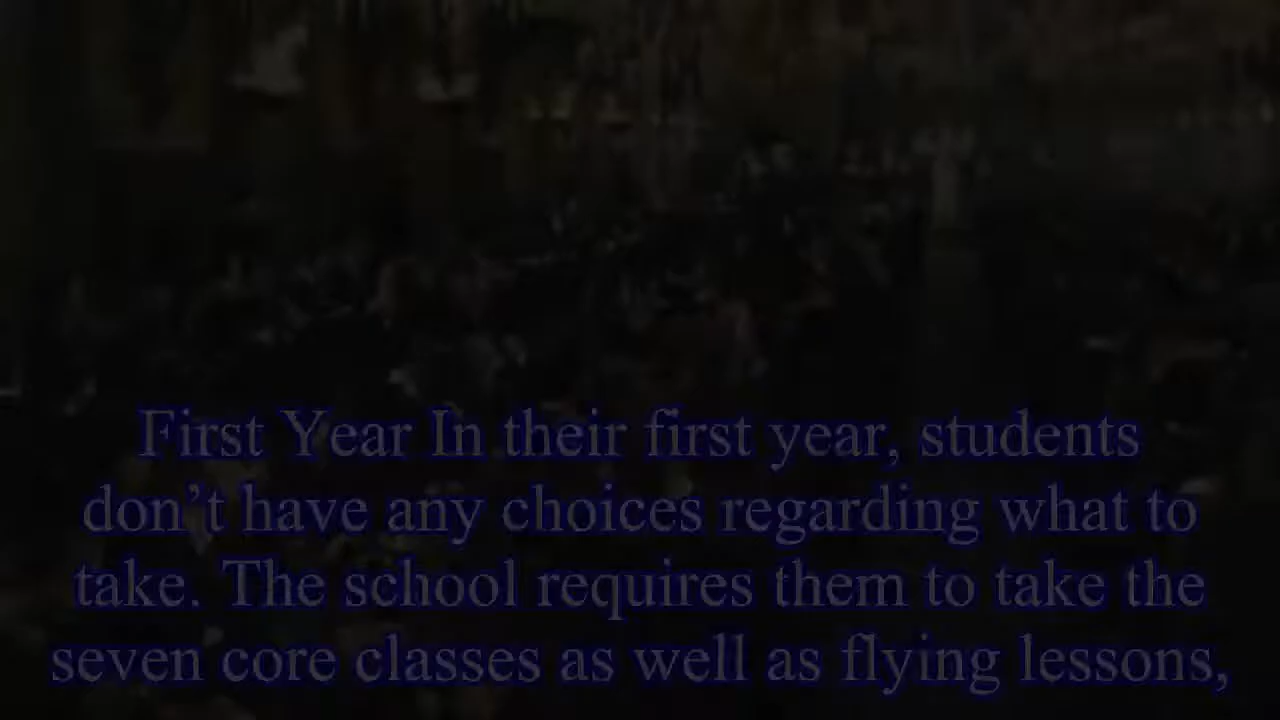 First Year In their first year, students
don’t have any choices regarding what to
take. The school requires them to take the
seven core classes as well as flying lessons,